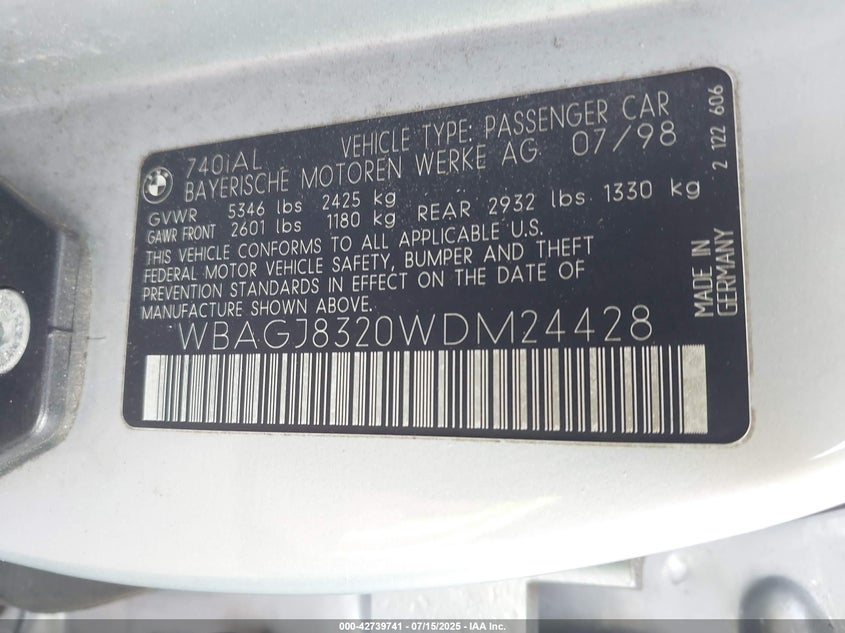 740iAL VEHICLE TYPE: PASSENGER CAR
BAYERISCHE MOTOREN WERKE AG 07/98
GVWR 5346 lbs 2425 kg
GAWR FRONT 2601 lbs 1180 kg REAR 2932 lbs 1330 kg
THIS VEHICLE CONFORMS TO ALL APPLICABLE U.S.
FEDERAL MOTOR VEHICLE SAFETY, BUMPER AND THEFT
PREVENTION STANDARDS IN EFFECT ON THE DATE OF
MANUFACTURE SHOWN ABOVE.
WBAGJ8320WDM24428
2 122 606
MADE IN
GERMANY
BMW
000-42739741 - 07/15/2025 - IAA Inc.